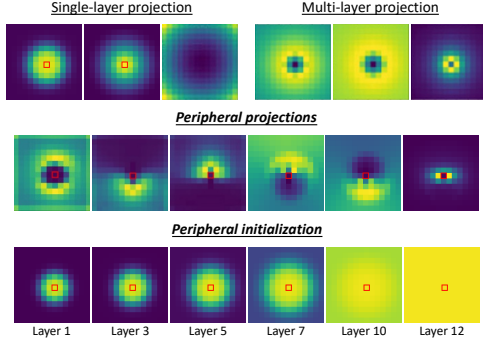 Single-layer projection
Multi-layer projection
Peripheral projections
Peripheral initialization
Layer 1 Layer 3 Layer 5 Layer 7 Layer 10 Layer 12